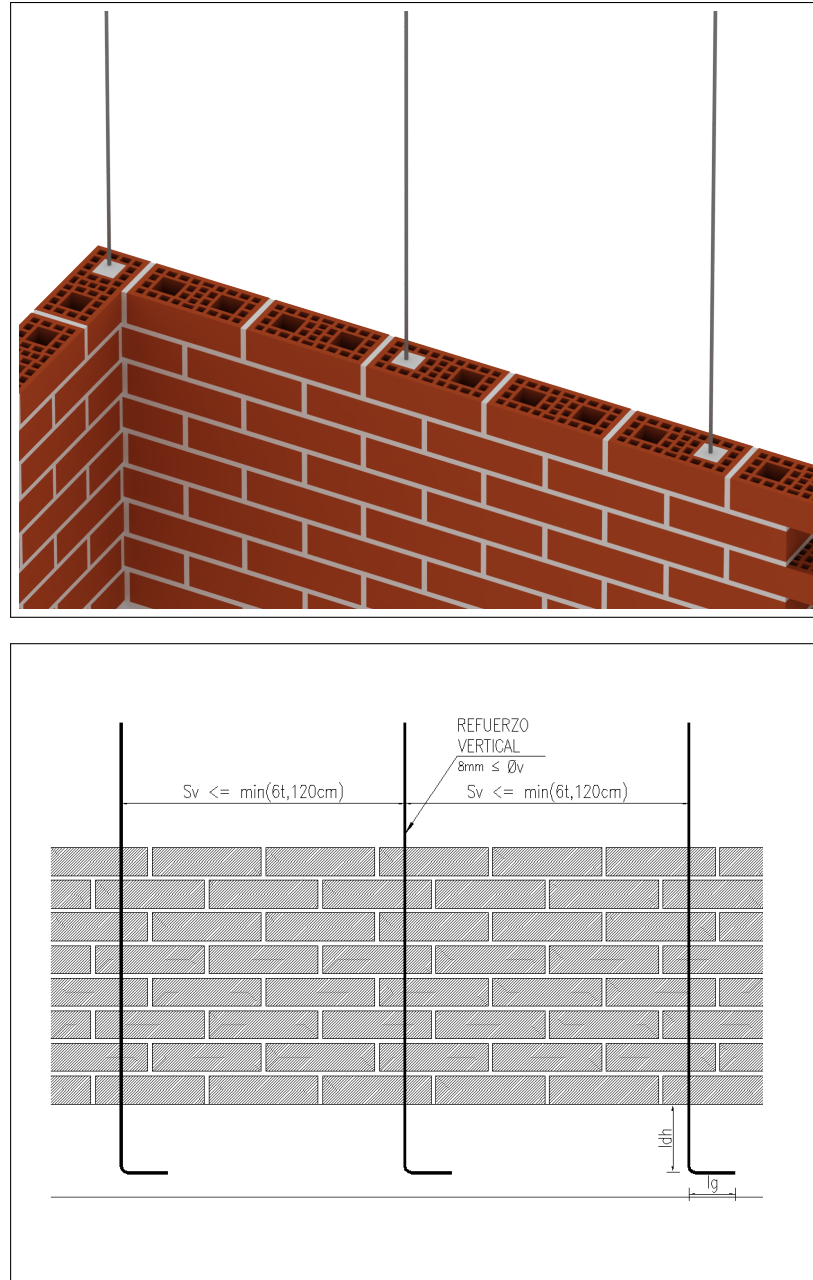 REFUERZO
VERTICAL
8mm ≤ Øv
Sv <= min(6t,120cm)
Sv <= min(6t,120cm)
ldh
lg